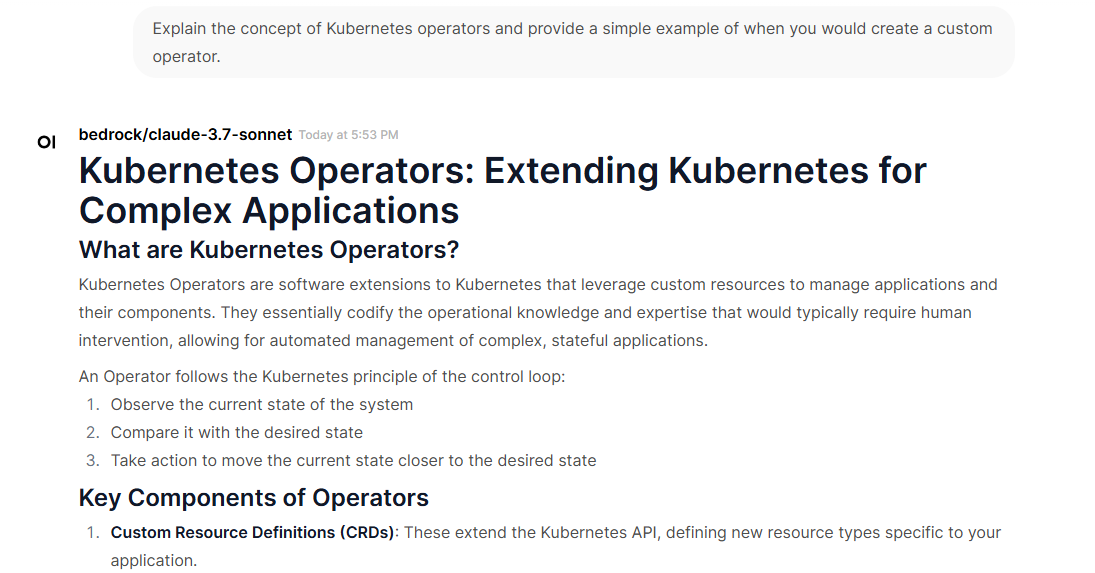 Explain the concept of Kubernetes operators and provide a simple example of when you would create a custom
operator.
OI
bedrock/claude-3.7-sonnet Today at 5:53 PM
Kubernetes Operators: Extending Kubernetes for
Complex Applications
What are Kubernetes Operators?
Kubernetes Operators are software extensions to Kubernetes that leverage custom resources to manage applications and
their components. They essentially codify the operational knowledge and expertise that would typically require human
intervention, allowing for automated management of complex, stateful applications.
An Operator follows the Kubernetes principle of the control loop:
1. Observe the current state of the system
2. Compare it with the desired state
3. Take action to move the current state closer to the desired state
Key Components of Operators
1. Custom Resource Definitions (CRDs): These extend the Kubernetes API, defining new resource types specific to your
application.